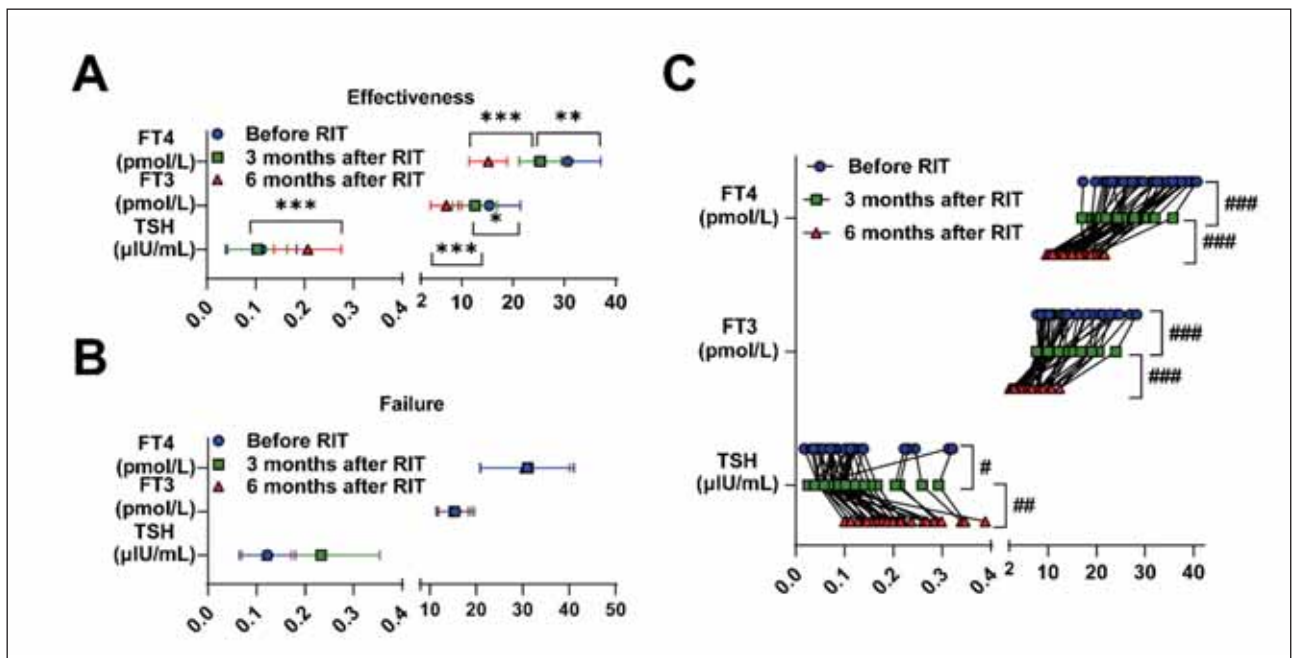 A
Effectiveness
FT4
(pmol/L)
FT3
(pmol/L)
TSH
(µIU/mL)
Before RIT
3 months after RIT
6 months after RIT
***
**
***
*
***
0.0 0.1 0.2 0.3 0.4 2 10 20 30 40
B
Failure
FT4
(pmol/L)
FT3
(pmol/L)
TSH
(µIU/mL)
Before RIT
3 months after RIT
6 months after RIT
0.0 0.1 0.2 0.3 0.4 10 20 30 40 50
C
Before RIT
3 months after RIT
6 months after RIT
FT4
(pmol/L)
###
###
FT3
(pmol/L)
###
###
TSH
(µIU/mL)
#
##
0.0 0.1 0.2 0.3 0.4 2 10 20 30 40